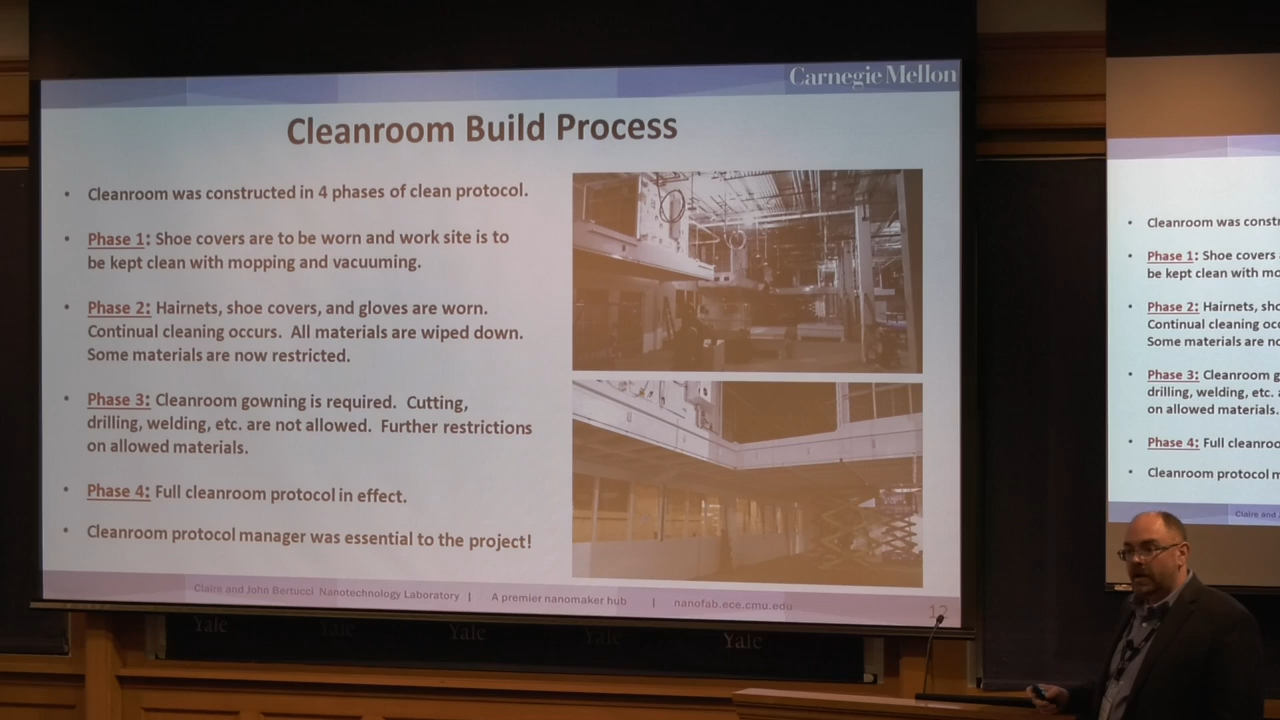 Carnegie Mellon
Cleanroom Build Process
• Cleanroom was constructed in 4 phases of clean protocol.
• Phase 1: Shoe covers are to be worn and work site is to
be kept clean with mopping and vacuuming.
• Phase 2: Hairnets, shoe covers, and gloves are worn.
Continual cleaning occurs. All materials are wiped down.
Some materials are now restricted.
• Phase 3: Cleanroom gowning is required. Cutting,
drilling, welding, etc. are not allowed. Further restrictions
on allowed materials.
• Phase 4: Full cleanroom protocol in effect.
• Cleanroom protocol manager was essential to the project!
Claire and John Bertucci Nanotechnology Laboratory | A premier nanomaker hub | nanofab.ece.cmu.edu
12
Yale Yale Yale Yale Yale
• Cleanroom was const
• Phase 1: Shoe covers
be kept clean with mo
• Phase 2: Hairnets, sho
Continual cleaning oc
Some materials are no
• Phase 3: Cleanroom g
drilling, welding, etc.
on allowed materials.
• Phase 4: Full cleanroo
• Cleanroom protocol m
Claire and